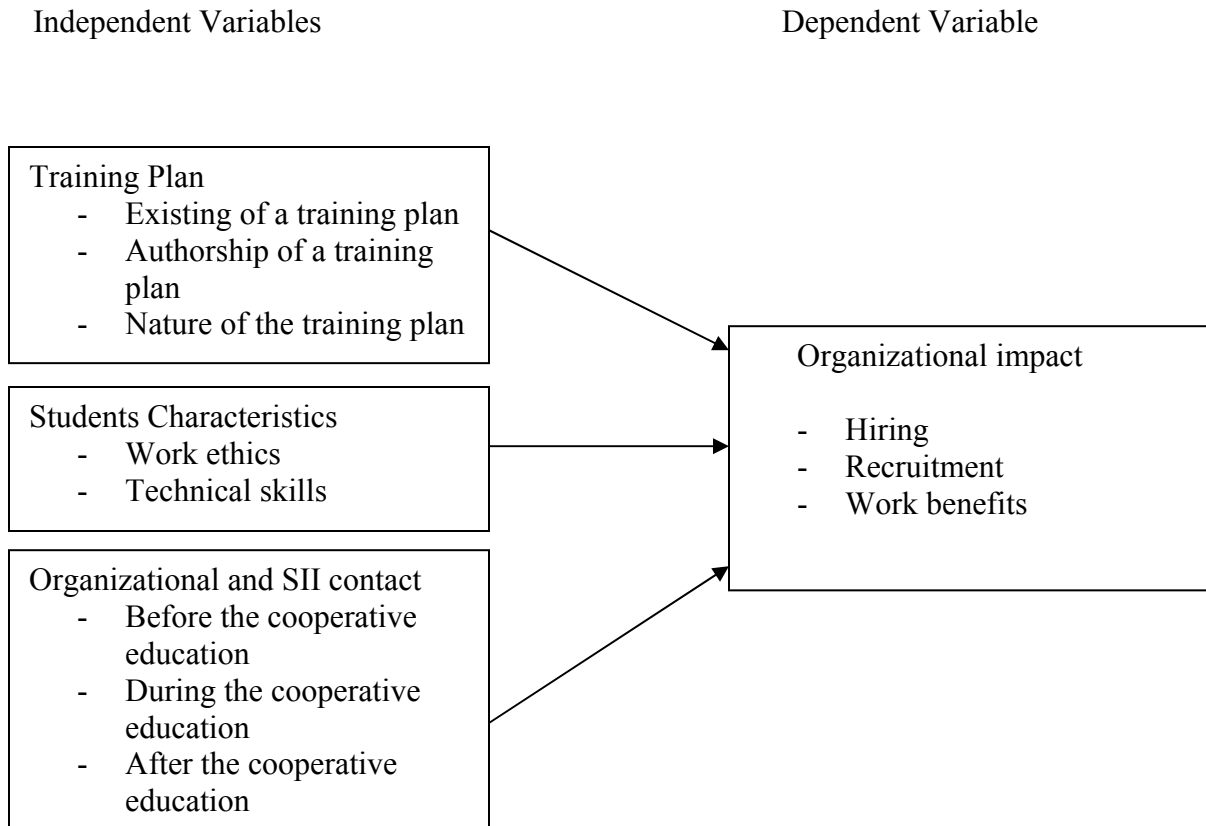 Independent Variables
Dependent Variable
Training Plan
- Existing of a training plan
- Authorship of a training
plan
- Nature of the training plan
Students Characteristics
- Work ethics
- Technical skills
Organizational and SII contact
- Before the cooperative
education
- During the cooperative
education
- After the cooperative
education
Organizational impact
- Hiring
- Recruitment
- Work benefits